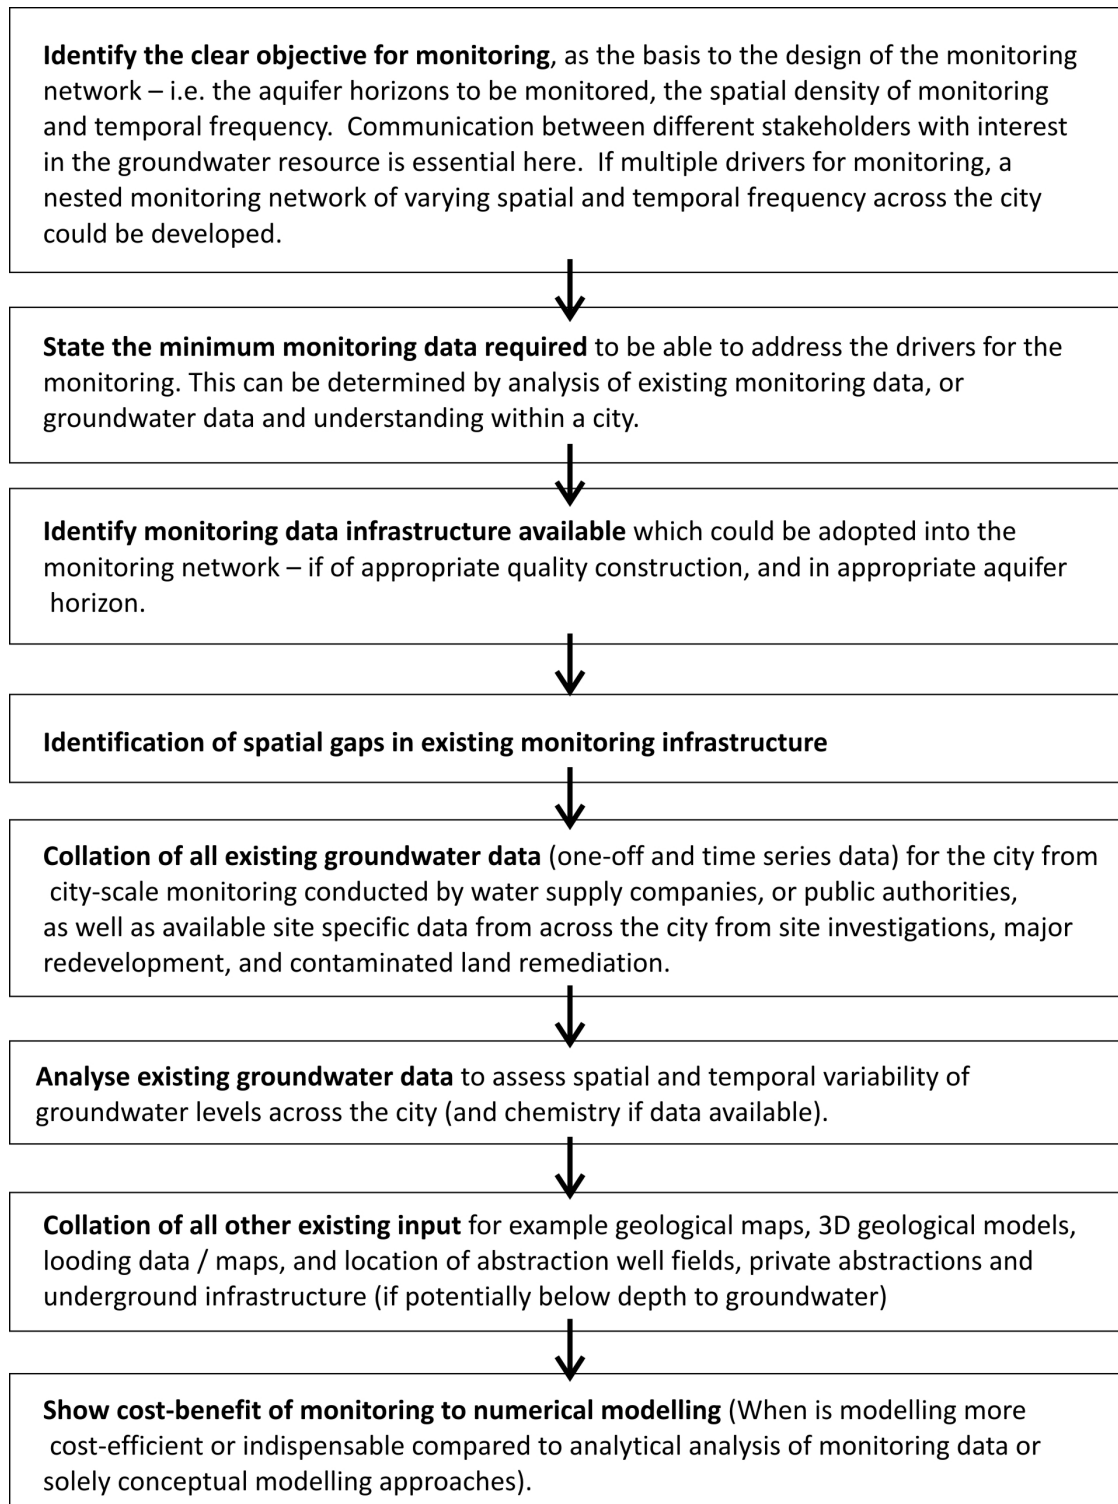 Identify the clear objective for monitoring, as the basis to the design of the monitoring
network – i.e. the aquifer horizons to be monitored, the spatial density of monitoring
and temporal frequency. Communication between different stakeholders with interest
in the groundwater resource is essential here. If multiple drivers for monitoring, a
nested monitoring network of varying spatial and temporal frequency across the city
could be developed.
State the minimum monitoring data required to be able to address the drivers for the
monitoring. This can be determined by analysis of existing monitoring data, or
groundwater data and understanding within a city.
Identify monitoring data infrastructure available which could be adopted into the
monitoring network – if of appropriate quality construction, and in appropriate aquifer
horizon.
Identification of spatial gaps in existing monitoring infrastructure
Collation of all existing groundwater data (one-off and time series data) for the city from
city-scale monitoring conducted by water supply companies, or public authorities,
as well as available site specific data from across the city from site investigations, major
redevelopment, and contaminated land remediation.
Analyse existing groundwater data to assess spatial and temporal variability of
groundwater levels across the city (and chemistry if data available).
Collation of all other existing input for example geological maps, 3D geological models,
looding data / maps, and location of abstraction well fields, private abstractions and
underground infrastructure (if potentially below depth to groundwater)
Show cost-benefit of monitoring to numerical modelling (When is modelling more
cost-efficient or indispensable compared to analytical analysis of monitoring data or
solely conceptual modelling approaches).